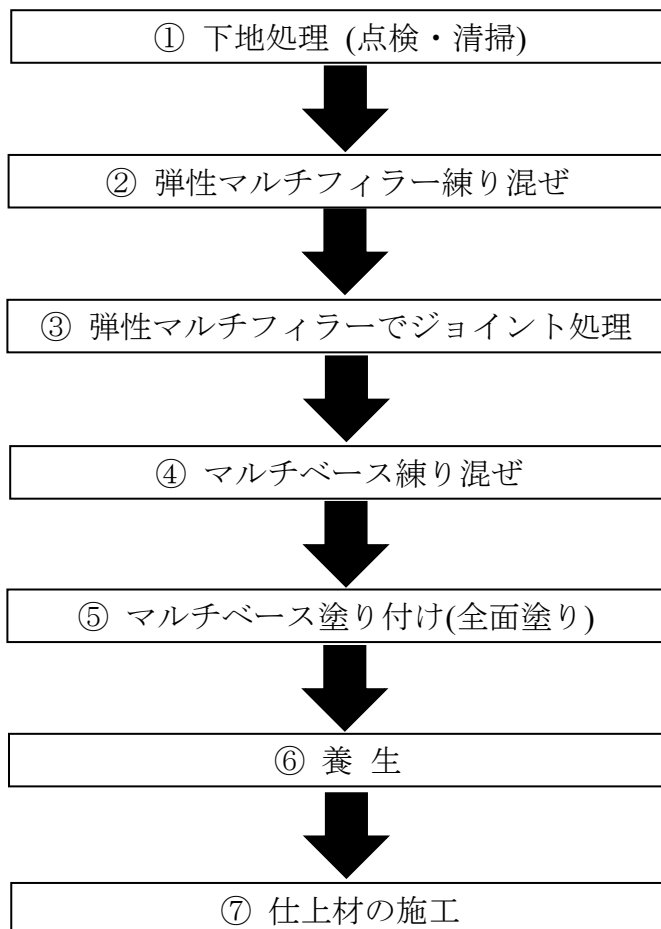 ① 下地処理 (点検・清掃)
② 弾性マルチフィラー練り混ぜ
③ 弾性マルチフィラーでジョイント処理
④ マルチベース練り混ぜ
⑤ マルチベース塗り付け(全面塗り)
⑥ 養 生
⑦ 仕上材の施工